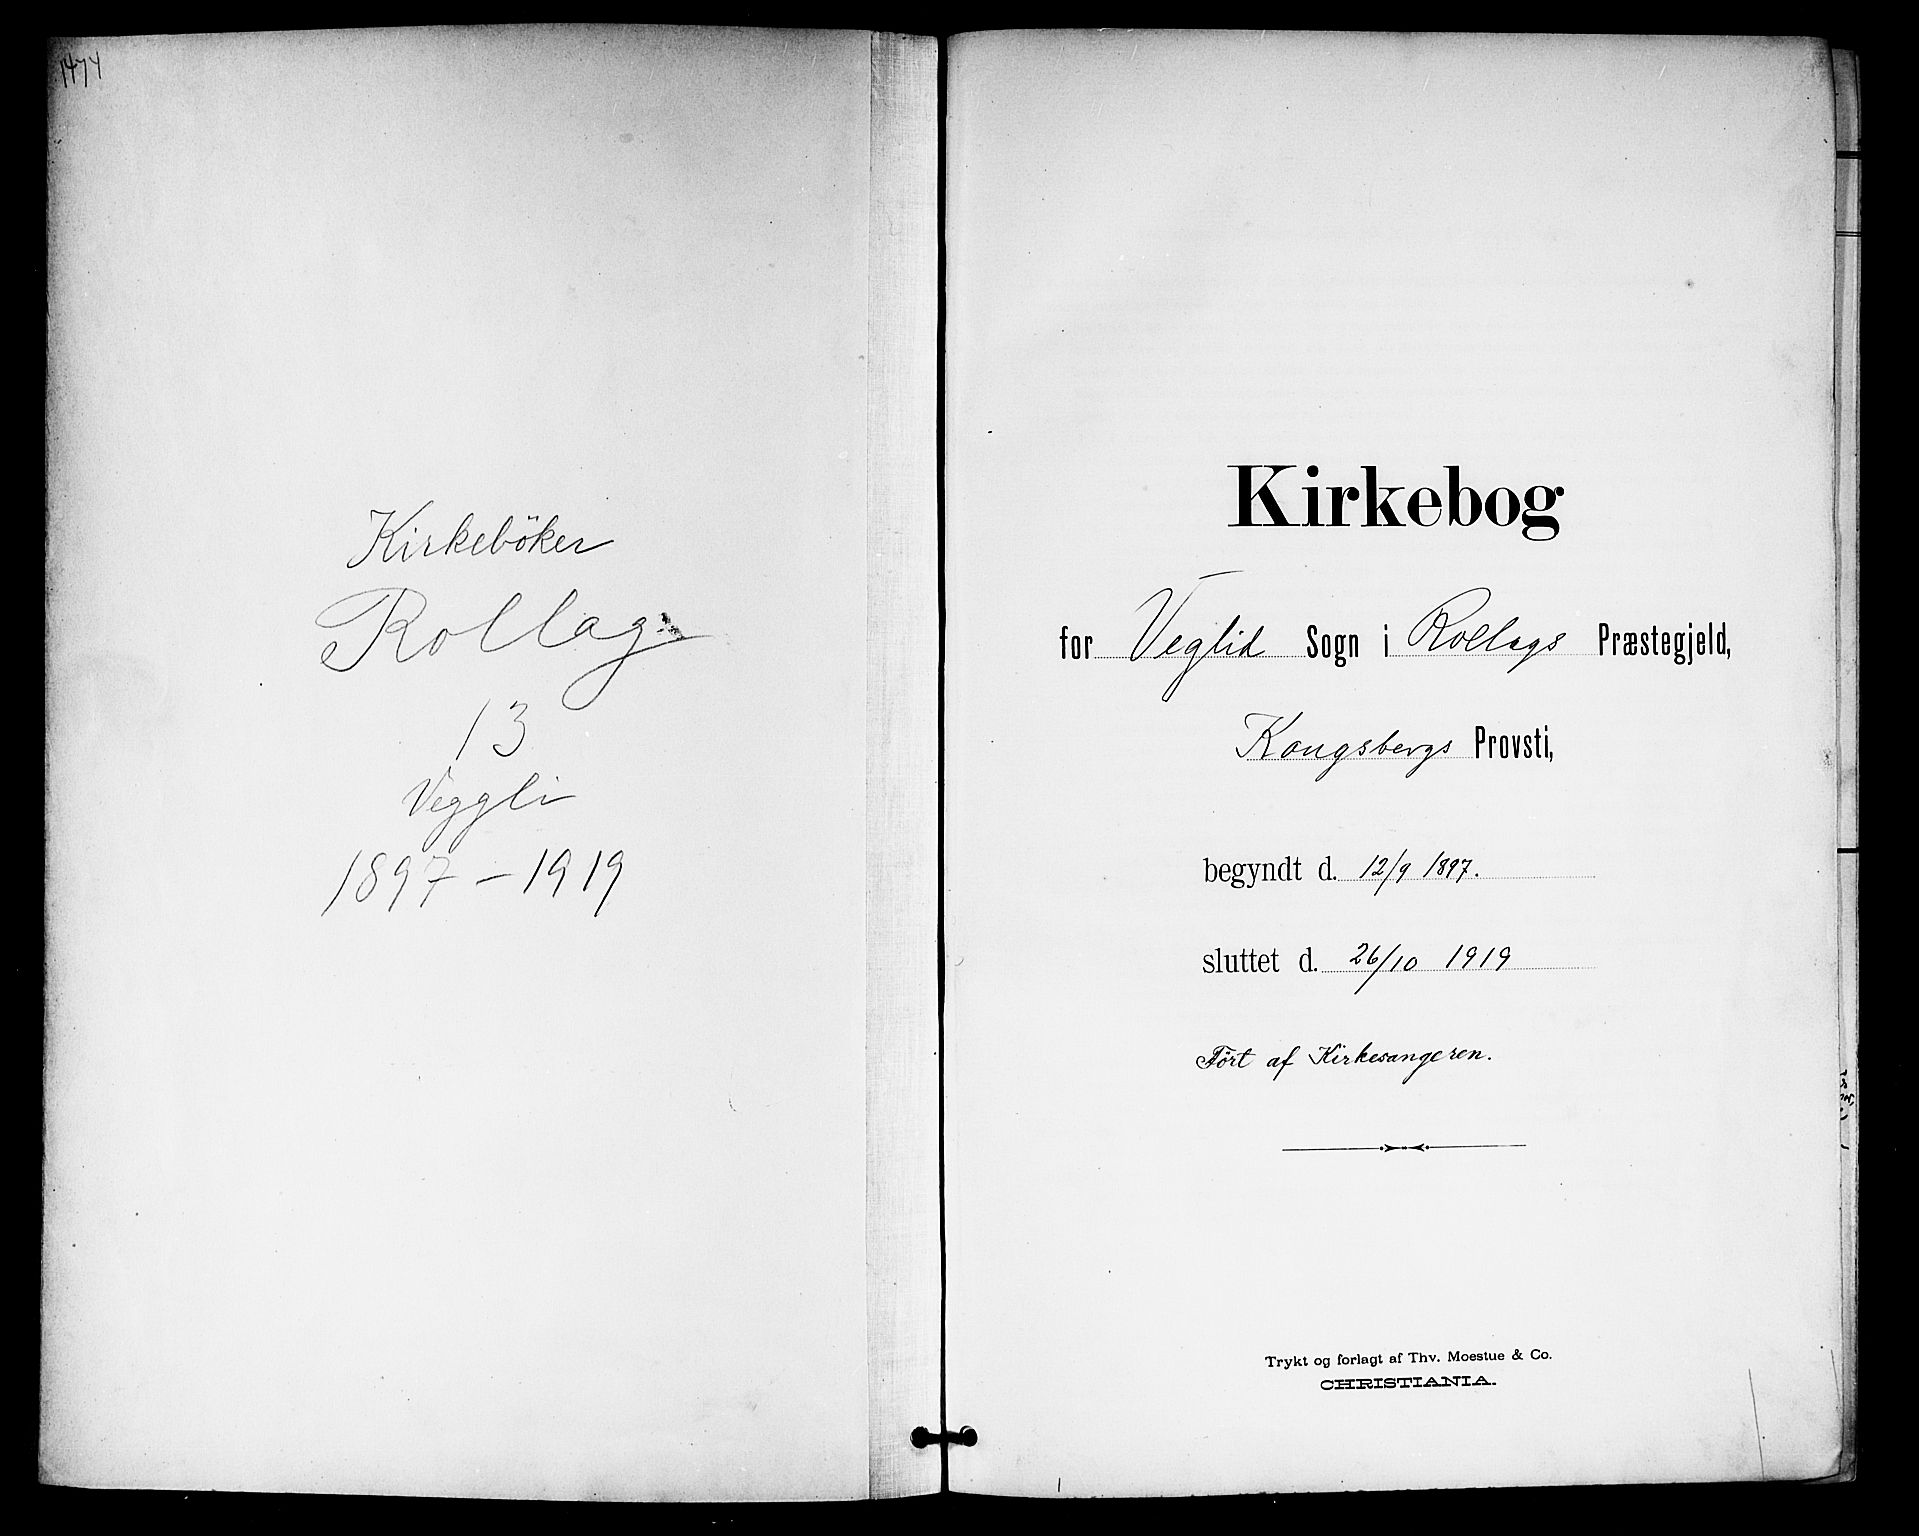 1474
Kirkeböker
Rollag
13
Veggli
1897 – 1919
Kirkebog
for Veglid Sogn i Rollags Præstegjeld,
Kongsbergs Provsti,
begyndt d. 12/9 1897.
sluttet d. 26/10 1919
Ført af Kirkesangeren.
Trykt og forlagt af Thv. Moestue & Co.
CHRISTIANIA.